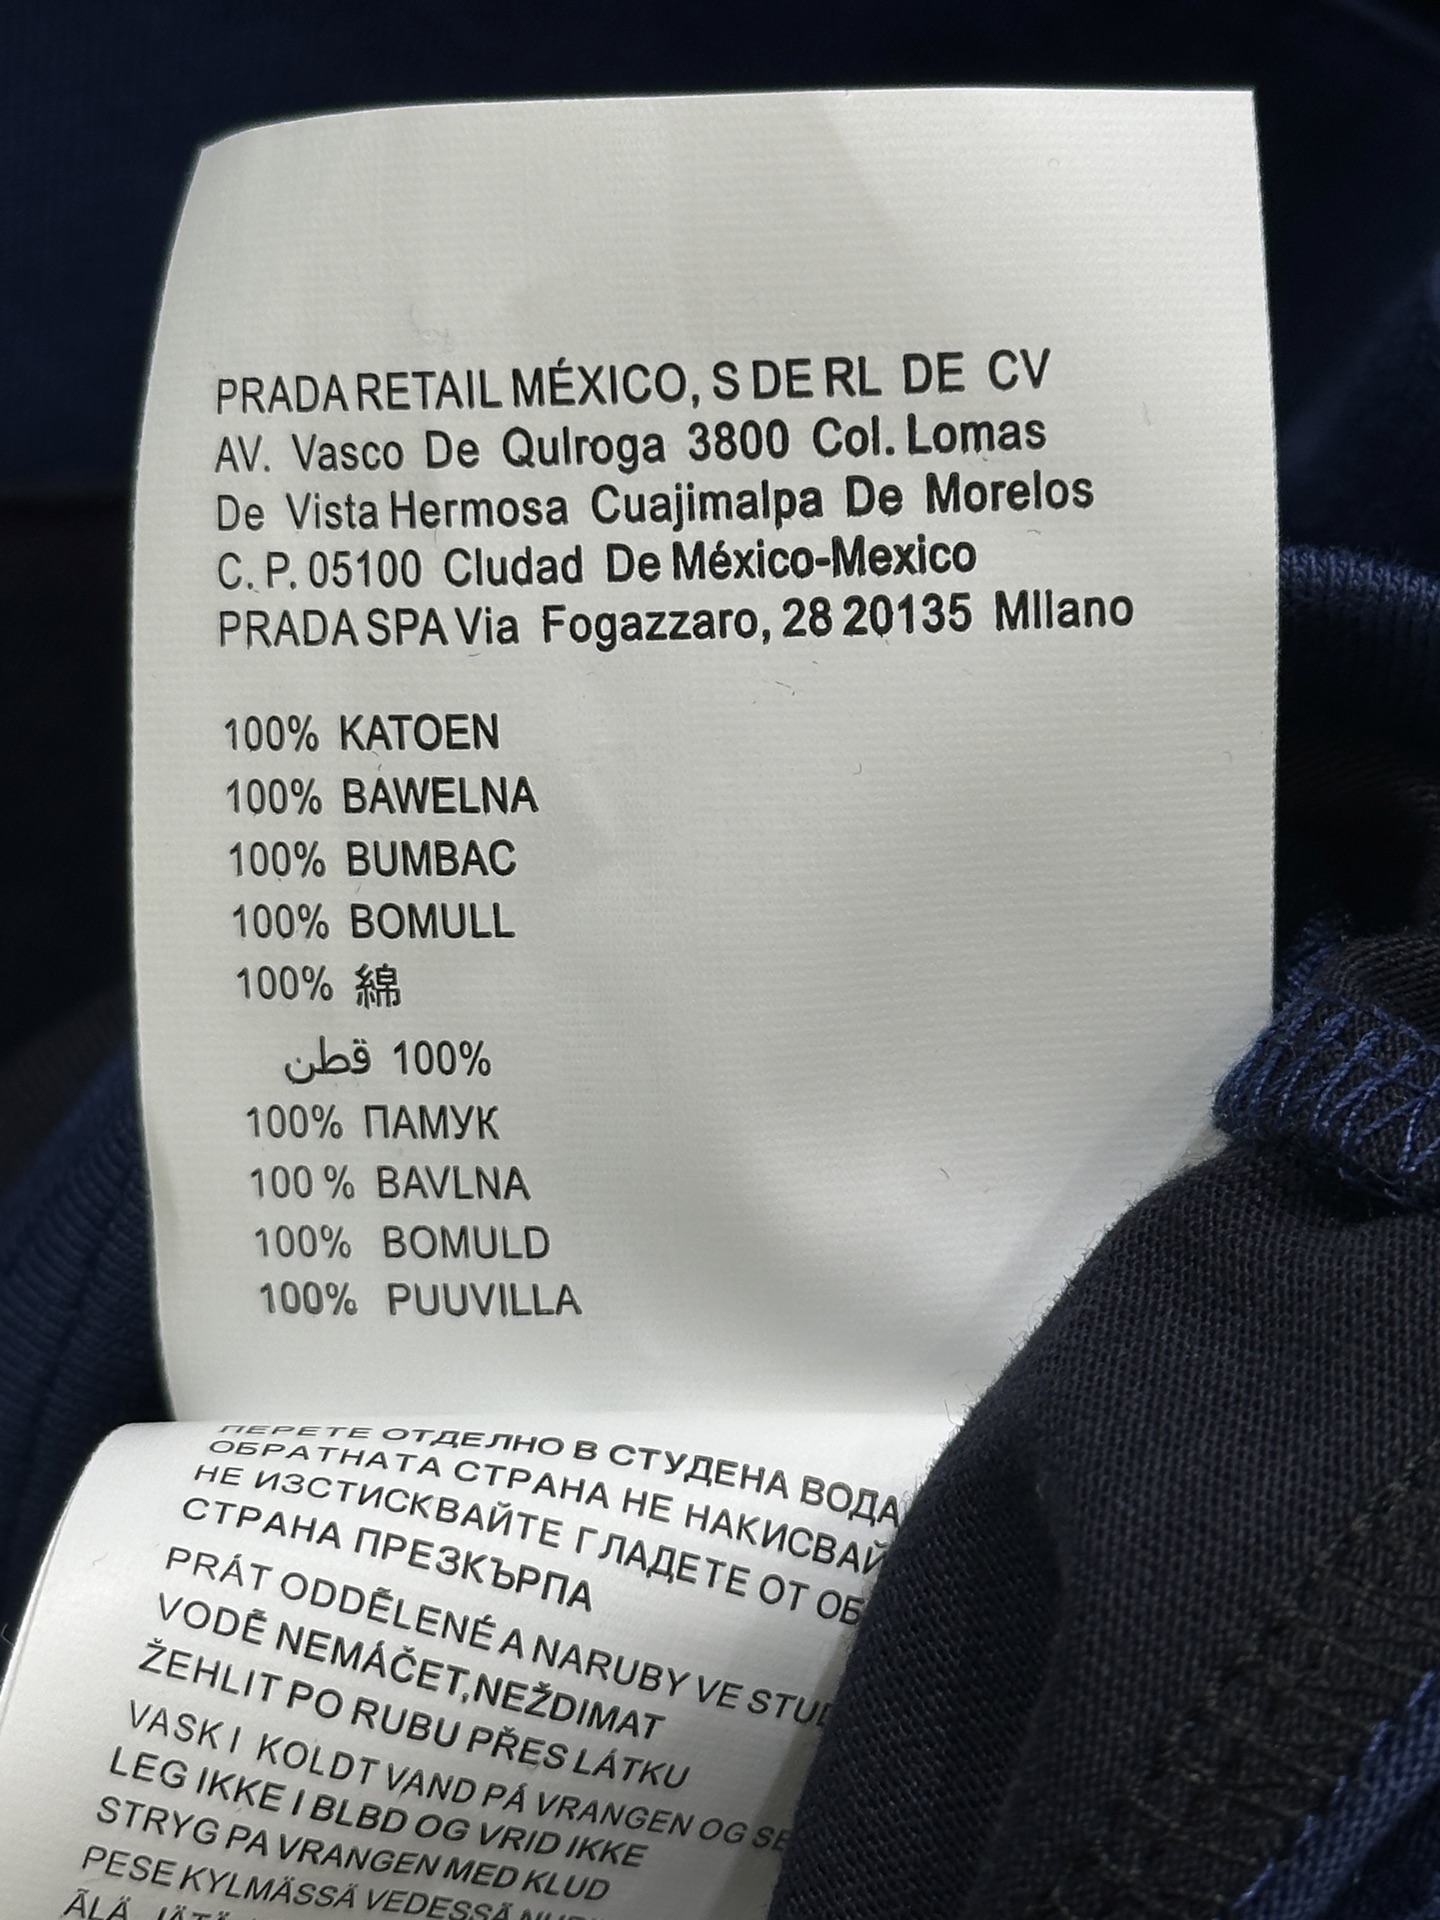 PRADA RETAIL MÉXICO, S DE RL DE CV
AV. Vasco De Qulroga 3800 Col. Lomas
De Vista Hermosa Cuajimalpa De Morelos
C. P. 05100 Cludad De México-Mexico
PRADA SPA Via Fogazzaro, 28 20135 Mllano
100% KATOEN
100% BAWELNA
100% BUMBAC
100% BOMULL
100% 綿
100% قطن
100% ПАМУК
100 % BAVLNA
100% BOMULD
100% PUUVILLA
ПЕРЕТЕ ОТДЕЛНО В СТУДЕНА ВОДА
ОБРАТНАТА СТРАНА НЕ НАКИСВАЙ
НЕ ИЗСТИСКВАЙТЕ ГЛАДЕТЕ ОТ ОБ
СТРАНА ПРЕЗКЪРПА
PRÁT ODDĚLENÉ A NARUBY VE STUD
VODĚ NEMÁČET,NEŽDIMAT
ŽEHLIT PO RUBU PŘES LÁTKU
VASK I KOLDT VAND PÁ VRANGEN OG SE
LEG IKKE I BLBD OG VRID IKKE
STRYG PA VRANGEN MED KLUD
PESE KYLMÄSSÄ VEDESSÄ
ÃLÄ